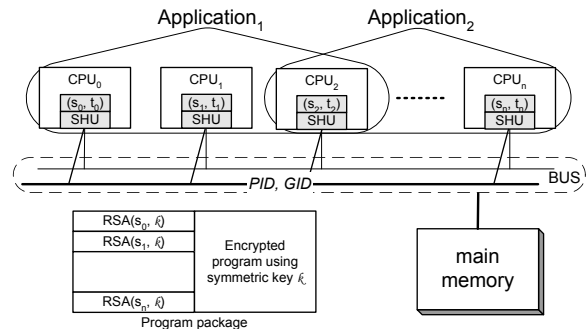 Application₁ Application₂
CPU₀ CPU₁ CPU₂ CPUₙ
(s₀, t₀) (s₁, t₁) (s₂, t₂) (sₙ, tₙ)
SHU SHU SHU SHU
BUS
PID, GID
RSA(s₀, k)
RSA(s₁, k)
RSA(sₙ, k)
Encrypted
program using
symmetric key k
Program package
main
memory